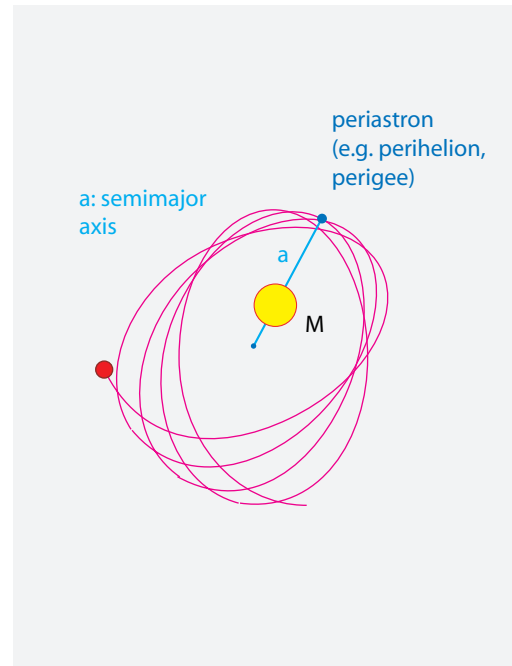 periastron
(e.g. perihelion,
perigee)
a: semimajor
axis
a
M